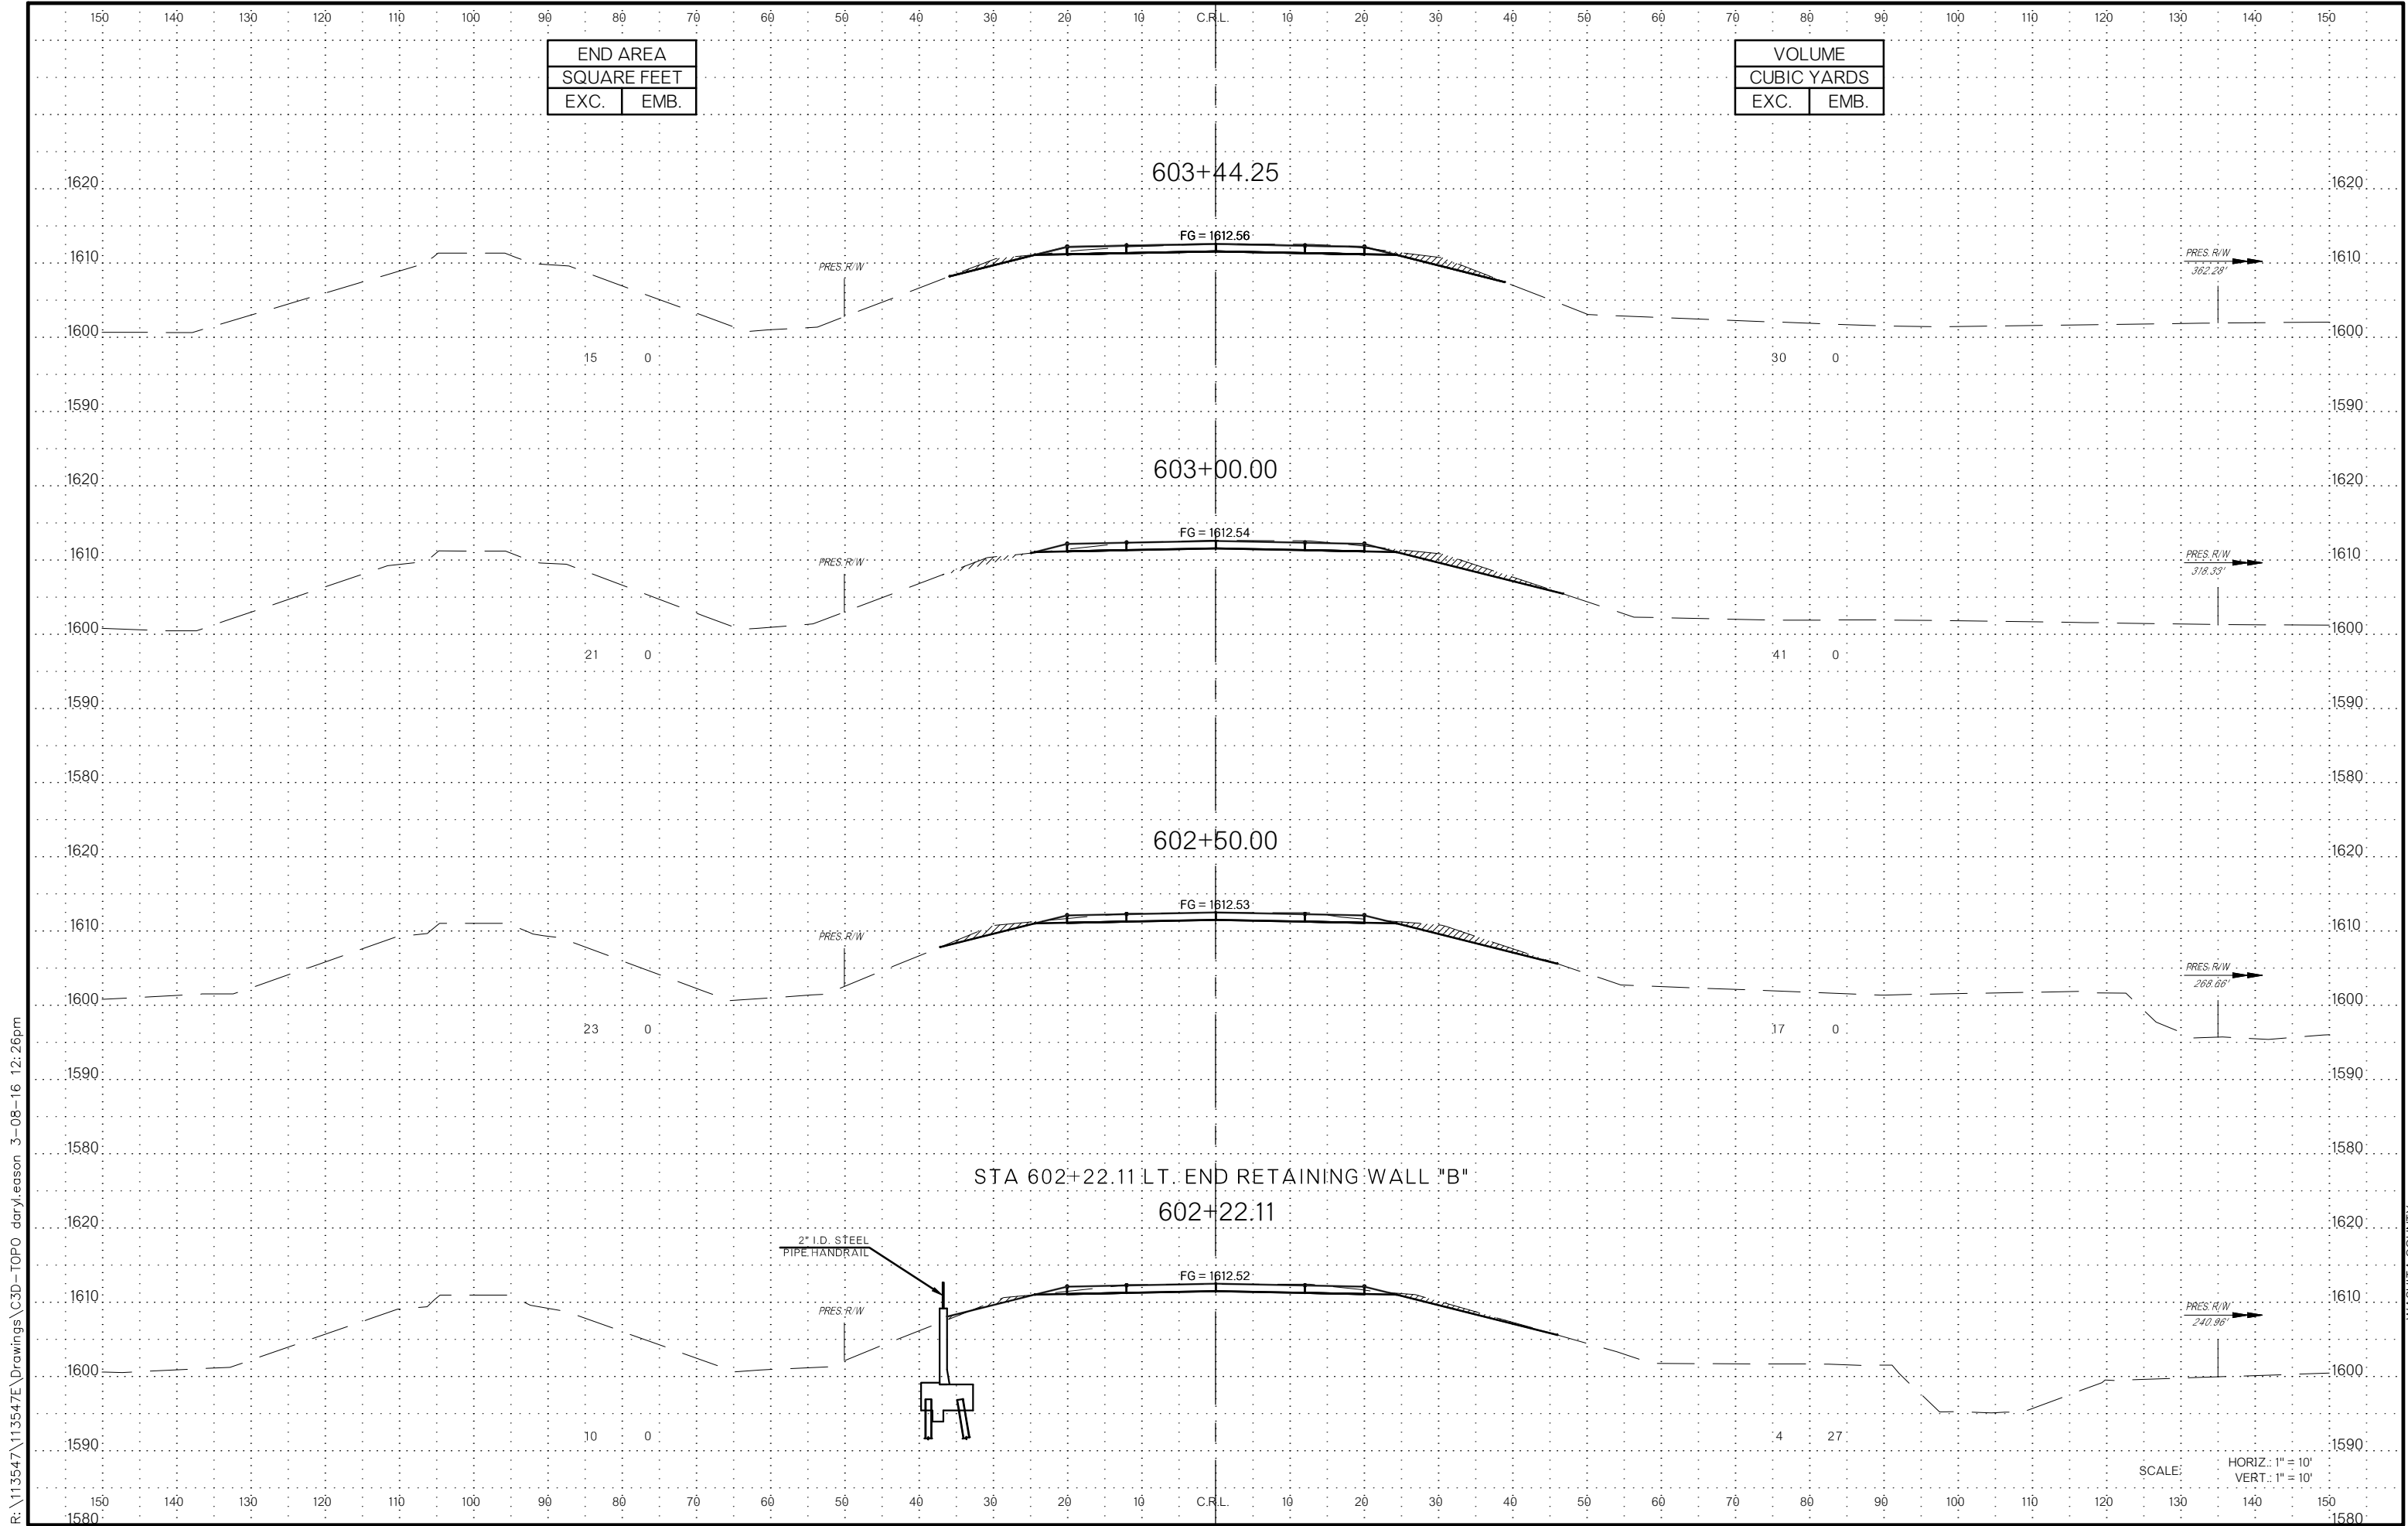 150 140 130 120 110 100 90 80 70 60 50 40 30 20 10 C.R.L. 10 20 30 40 50 60 70 80 90 100 110 120 130 140 150
END AREA
SQUARE FEET
EXC. EMB.
VOLUME
CUBIC YARDS
EXC. EMB.
603+44.25
1620 1620
FG = 1612.56
1610 PRES. R/W PRES. R/W 1610
362.28'
1600 1600
15 0 30 0
1590 1590
603+00.00
1620 1620
FG = 1612.54
1610 PRES. R/W PRES. R/W 1610
318.33'
1600 1600
21 0 41 0
1590 1590
1580 1580
602+50.00
1620 1620
FG = 1612.53
1610 PRES. R/W 1610
PRES. R/W
268.66'
1600 1600
23 0 17 0
1590 1590
1580 1580
STA 602+22.11 LT. END RETAINING WALL "B"
602+22.11
1620 1620
2" I.D. STEEL
PIPE HANDRAIL
FG = 1612.52
1610 PRES. R/W PRES. R/W 1610
240.96'
1600 1600
10 0 4 27
1590 1590
SCALE: HORIZ.: 1" = 10'
VERT.: 1" = 10'
150 140 130 120 110 100 90 80 70 60 50 40 30 20 10 C.R.L. 10 20 30 40 50 60 70 80 90 100 110 120 130 140 150
1580 1580
R:\113547\113547E\Drawings\C3D-TOPO daryl.eason 3-08-16 12:26pm